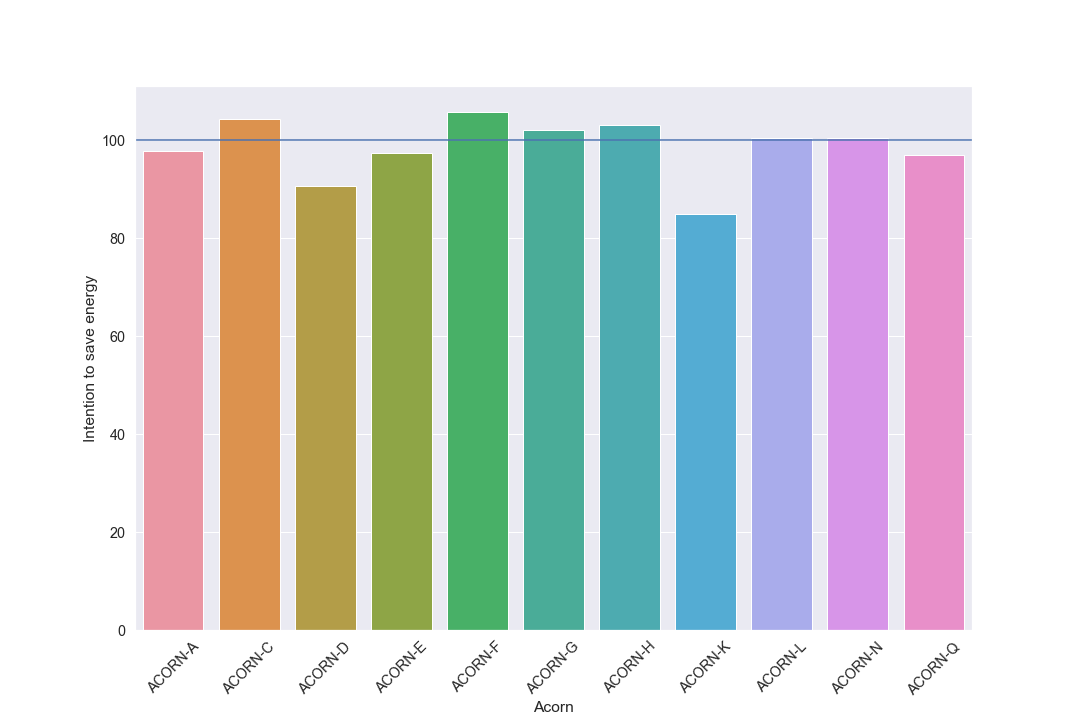 100
80
60
40
20
0
Intention to save energy
ACORN-A
ACORN-C
ACORN-D
ACORN-E
ACORN-F
ACORN-G
ACORN-H
ACORN-K
ACORN-L
ACORN-N
ACORN-Q
Acorn